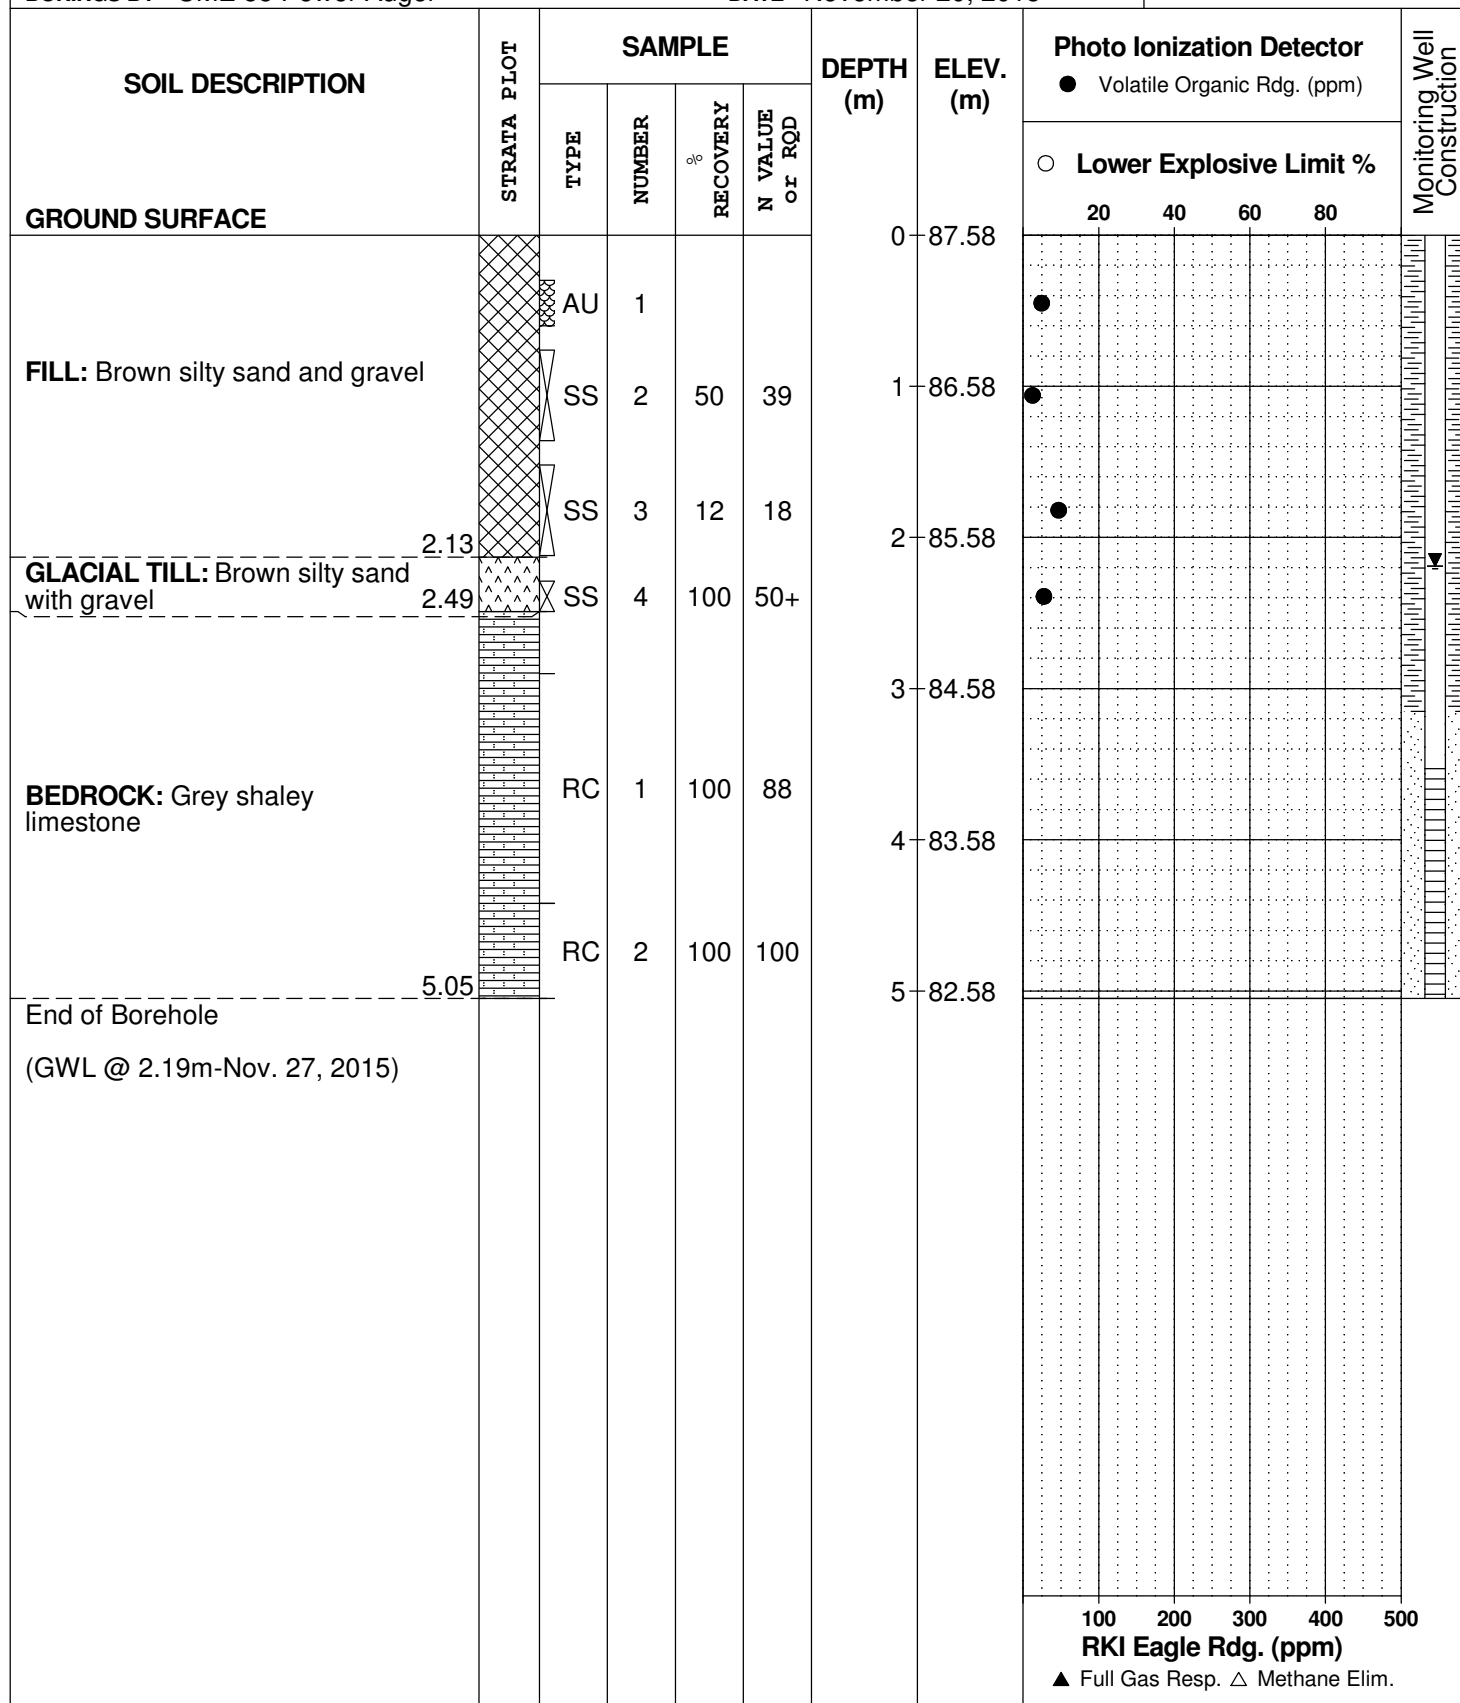 SOIL DESCRIPTION
GROUND SURFACE
STRATA PLOT
SAMPLE
TYPE
NUMBER
% RECOVERY
N VALUE or RQD
DEPTH (m)
ELEV. (m)
Photo Ionization Detector
● Volatile Organic Rdg. (ppm)
○ Lower Explosive Limit %
20 40 60 80
Monitoring Well Construction
0 87.58
AU 1
FILL: Brown silty sand and gravel
1 86.58
SS 2 50 39
SS 3 12 18
2.13
2 85.58
GLACIAL TILL: Brown silty sand
with gravel 2.49
SS 4 100 50+
3 84.58
BEDROCK: Grey shaley
limestone
RC 1 100 88
4 83.58
RC 2 100 100
5.05
5 82.58
End of Borehole
(GWL @ 2.19m-Nov. 27, 2015)
100 200 300 400 500
RKI Eagle Rdg. (ppm)
▲ Full Gas Resp. △ Methane Elim.